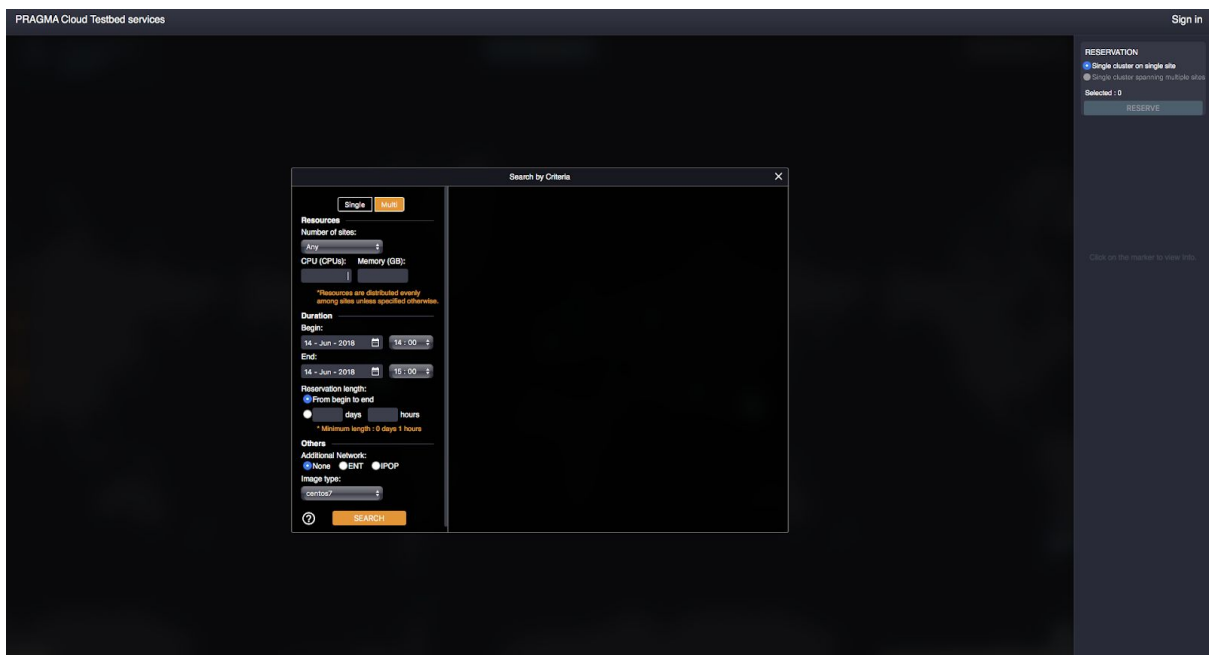 PRAGMA Cloud Testbed services
Sign in
RESERVATION
Single cluster on single site
Single cluster spanning multiple sites
Selected : 0
RESERVE
Click on the marker to view info.
Search by Criteria
Single Multi
Resources
Number of sites:
Any
CPU (CPUs): Memory (GB):
*Resources are distributed evenly
among sites unless specified otherwise.
Duration
Begin:
14 - Jun - 2018 14 : 00
End:
14 - Jun - 2018 15 : 00
Reservation length:
From begin to end
days hours
* Minimum length : 0 days 1 hours
Others
Additional Network:
None ENT IPOP
Image type:
centos7
SEARCH